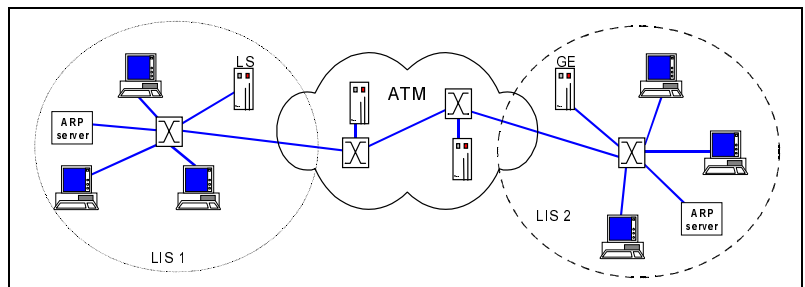 LS
ATM
GE
ARP
server
ARP
server
LIS 2
LIS 1